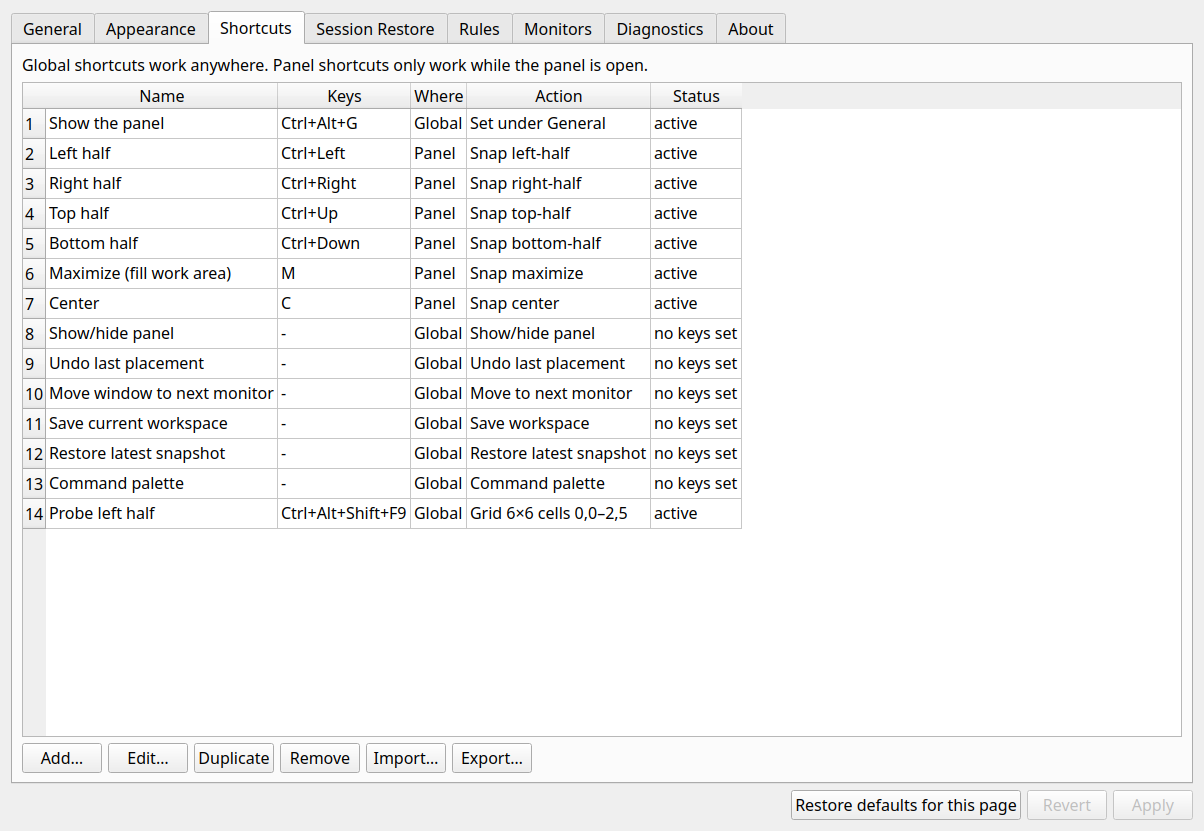 General Appearance Shortcuts Session Restore Rules Monitors Diagnostics About
Global shortcuts work anywhere. Panel shortcuts only work while the panel is open.
Name Keys Where Action Status
1 Show the panel Ctrl+Alt+G Global Set under General active
2 Left half Ctrl+Left Panel Snap left-half active
3 Right half Ctrl+Right Panel Snap right-half active
4 Top half Ctrl+Up Panel Snap top-half active
5 Bottom half Ctrl+Down Panel Snap bottom-half active
6 Maximize (fill work area) M Panel Snap maximize active
7 Center C Panel Snap center active
8 Show/hide panel - Global Show/hide panel no keys set
9 Undo last placement - Global Undo last placement no keys set
10 Move window to next monitor - Global Move to next monitor no keys set
11 Save current workspace - Global Save workspace no keys set
12 Restore latest snapshot - Global Restore latest snapshot no keys set
13 Command palette - Global Command palette no keys set
14 Probe left half Ctrl+Alt+Shift+F9 Global Grid 6×6 cells 0,0–2,5 active
Add... Edit... Duplicate Remove Import... Export...
Restore defaults for this page Revert Apply